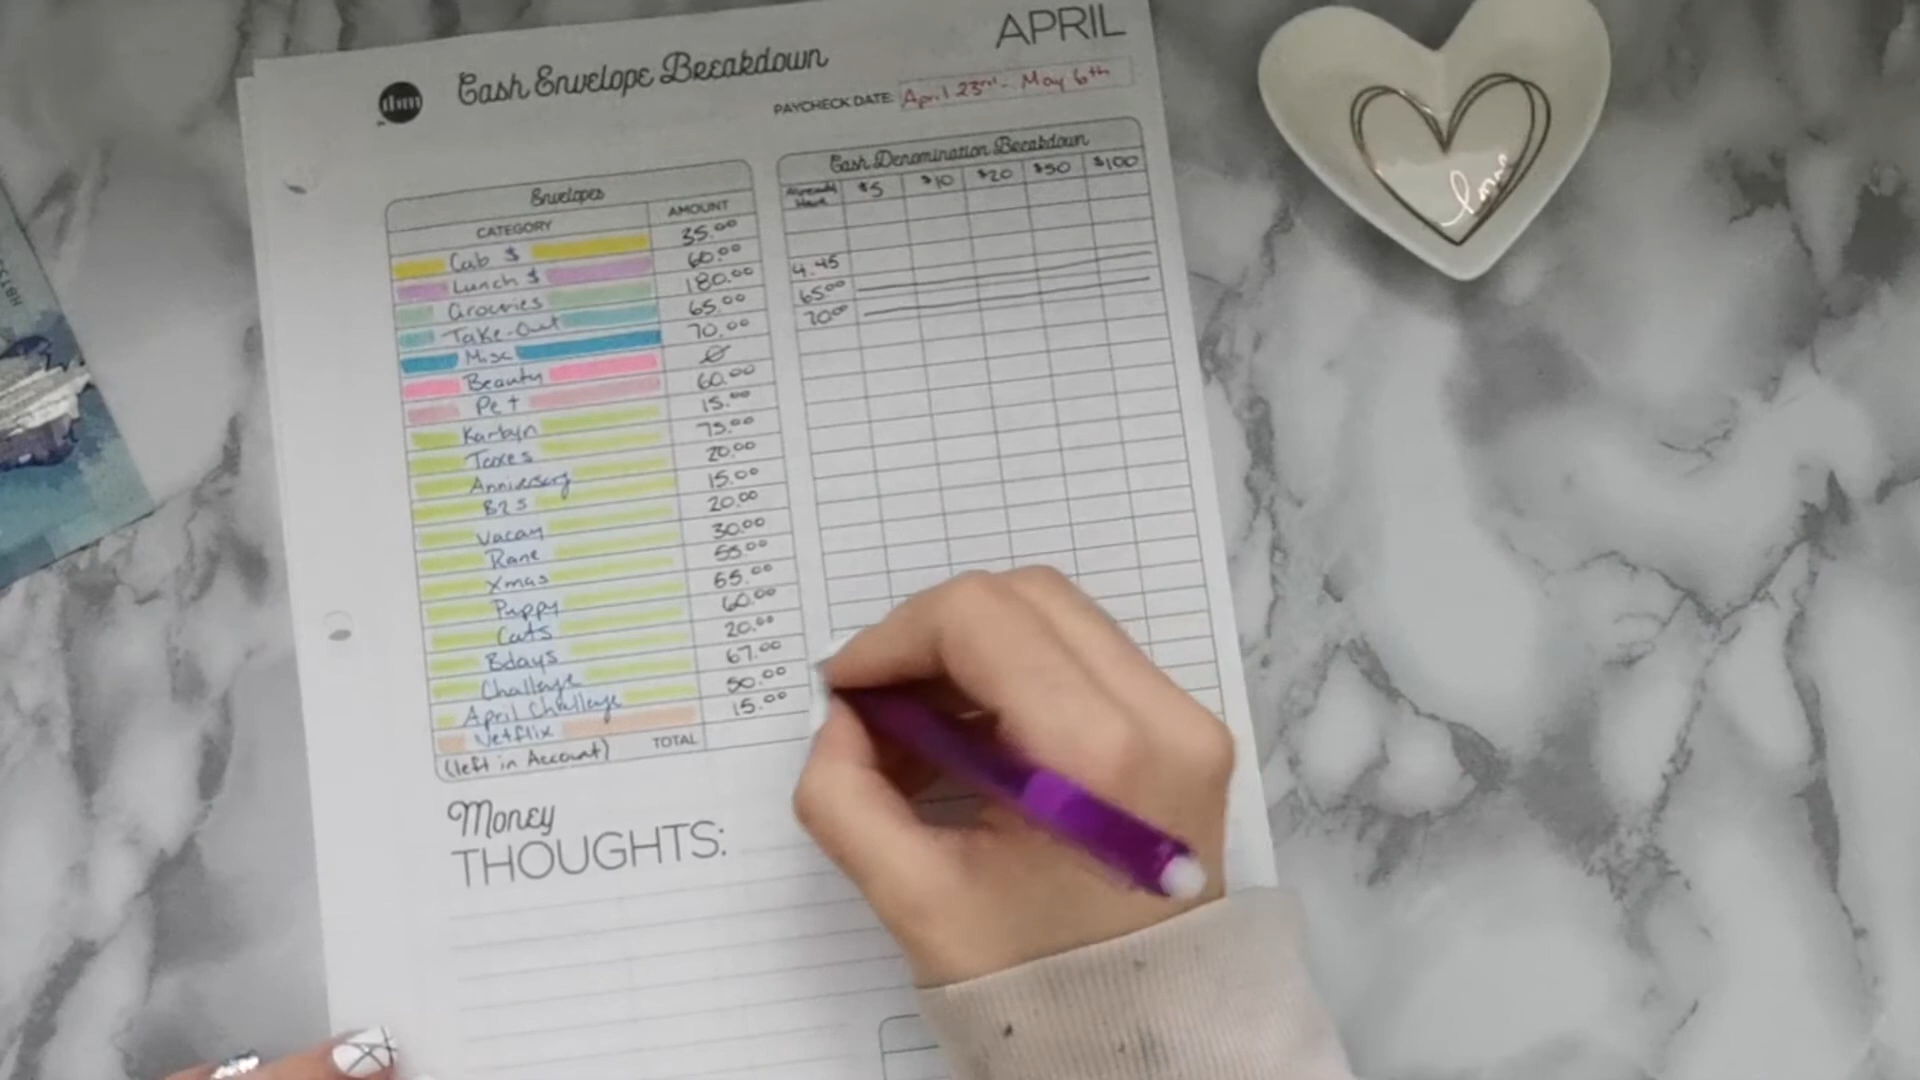 APRIL
dhm
Cash Envelope Breakdown
PAYCHECK DATE: April 23rd - May 6th
Envelopes
CATEGORY AMOUNT
Cab $ 35.00
Lunch $ 60.00
Groceries 180.00
Take-Out 65.00
Misc 70.00
Beauty Ø
Pet 60.00
Karbyn 15.00
Taxes 75.00
Anniversary 20.00
B2S 15.00
Vacay 20.00
Rane 30.00
Xmas 55.00
Puppy 65.00
Cats 60.00
Bdays 20.00
Challenge 67.00
April Challenge 50.00
Netflix 15.00
(left in Account) TOTAL
Cash Denomination Breakdown
Already Have $5 $10 $20 $50 $100
4.45
65.00
70.00
Money
THOUGHTS: